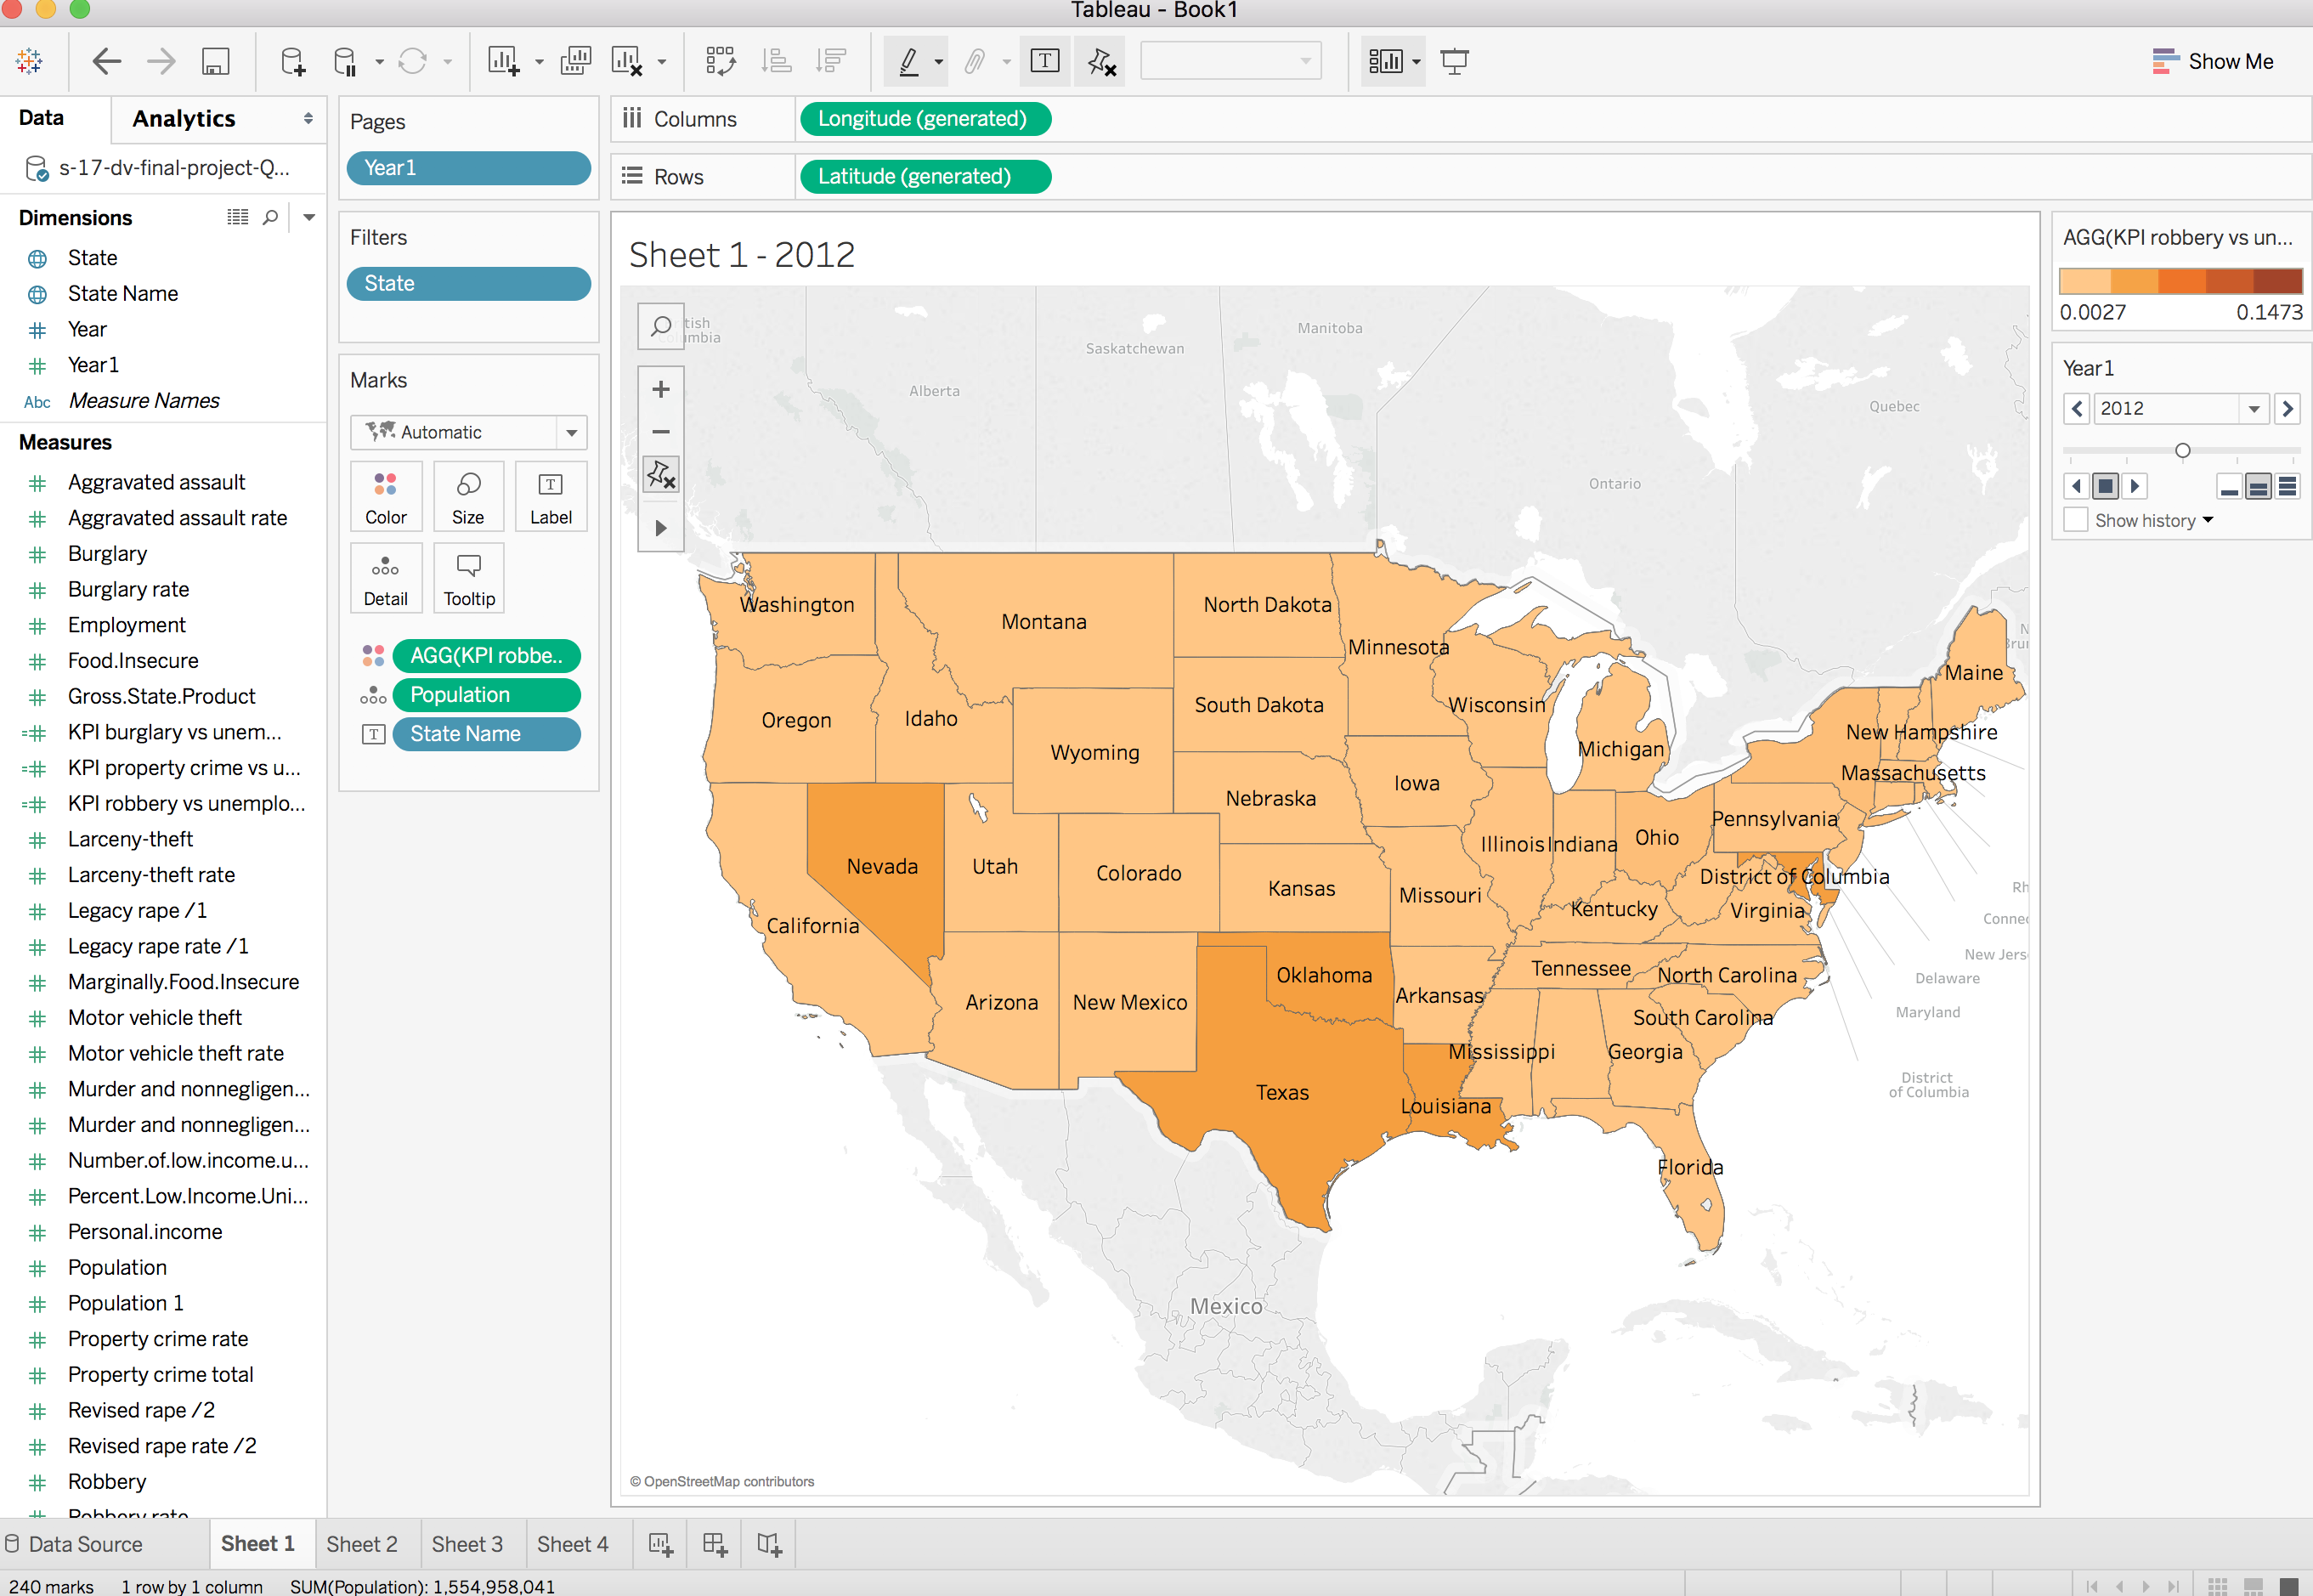 Tableau - Book1
Show Me
Data
Analytics
s-17-dv-final-project-Q...
Dimensions
State
State Name
Year
Year1
Abc Measure Names
Measures
Aggravated assault
Aggravated assault rate
Burglary
Burglary rate
Employment
Food.Insecure
Gross.State.Product
KPI burglary vs unem...
KPI property crime vs u...
KPI robbery vs unemplo...
Larceny-theft
Larceny-theft rate
Legacy rape /1
Legacy rape rate /1
Marginally.Food.Insecure
Motor vehicle theft
Motor vehicle theft rate
Murder and nonnegligen...
Murder and nonnegligen...
Number.of.low.income.u...
Percent.Low.Income.Uni...
Personal.income
Population
Population 1
Property crime rate
Property crime total
Revised rape /2
Revised rape rate /2
Robbery
Robbery rate
Pages
Year1
Filters
State
Marks
Automatic
Color
Size
Label
Detail
Tooltip
AGG(KPI robbe..
Population
State Name
Columns
Longitude (generated)
Rows
Latitude (generated)
Sheet 1 - 2012
tish
umbia
Alberta
Saskatchewan
Manitoba
Ontario
Quebec
N
Brun
Washington
Montana
North Dakota
Minnesota
Maine
Oregon
Idaho
South Dakota
Wisconsin
Michigan
New Hampshire
Wyoming
Iowa
Massachusetts
Nebraska
Pennsylvania
Nevada
Utah
Colorado
Illinois
Indiana
Ohio
Kansas
Missouri
District of Columbia
Kentucky
Virginia
California
Rh
Connec
New Jers
Delaware
Maryland
District
of Columbia
Arizona
New Mexico
Oklahoma
Arkansas
Tennessee
North Carolina
South Carolina
Mississippi
Georgia
Texas
Louisiana
Florida
Mexico
© OpenStreetMap contributors
AGG(KPI robbery vs un...
0.0027
0.1473
Year1
2012
Show history
Data Source
Sheet 1
Sheet 2
Sheet 3
Sheet 4
240 marks
1 row by 1 column
SUM(Population): 1,554,958,041